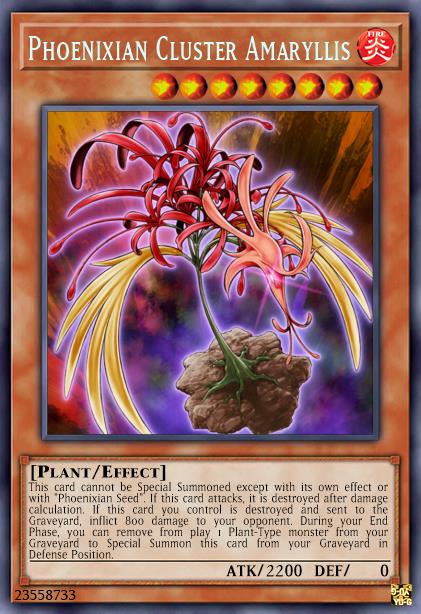 PHOENIXIAN CLUSTER AMARYLLIS
FIRE
炎
[PLANT/EFFECT]
This card cannot be Special Summoned except with its own effect or
with "Phoenixian Seed". If this card attacks, it is destroyed after damage
calculation. If this card you control is destroyed and sent to the
Graveyard, inflict 800 damage to your opponent. During your End
Phase, you can remove from play 1 Plant-Type monster from your
Graveyard to Special Summon this card from your Graveyard in
Defense Position.
ATK/2200 DEF/ 0
23558733